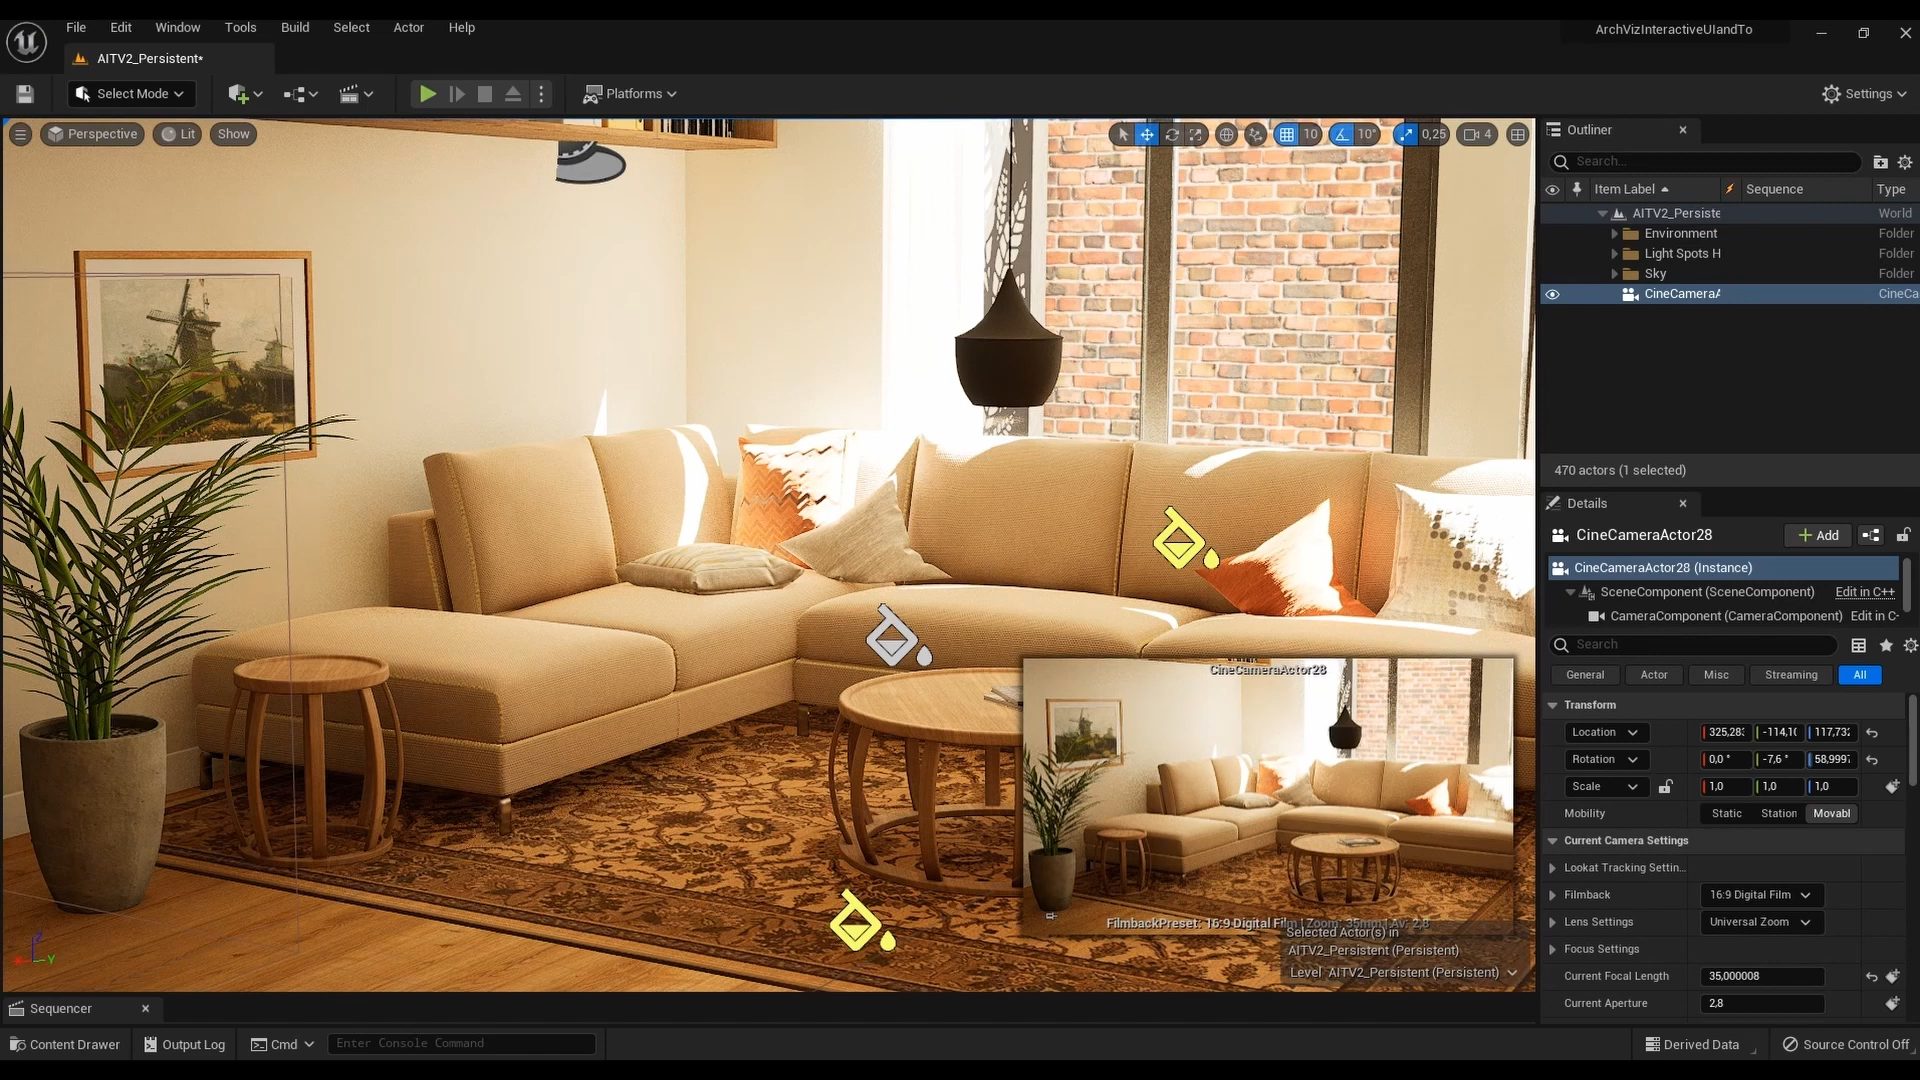 File Edit Window Tools Build Select Actor Help
ArchVizInteractiveUIandTo
AITV2_Persistent*
Select Mode
Platforms
Settings
Perspective Lit Show
10 10° 0,25 4
Outliner
Search...
Item Label Sequence Type
AITV2_Persiste World
Environment Folder
Light Spots H Folder
Sky Folder
CineCameraA CineCa
470 actors (1 selected)
Details
CineCameraActor28
Add
CineCameraActor28 (Instance)
SceneComponent (SceneComponent) Edit in C++
CameraComponent (CameraComponent) Edit in C-
Search
General Actor Misc Streaming All
Transform
Location 325,28 -114,1 117,732
Rotation 0,0 ° -7,6 ° 58,9997
Scale 1,0 1,0 1,0
Mobility Static Station Movabl
Current Camera Settings
Lookat Tracking Settin...
Filmback 16:9 Digital Film
Lens Settings Universal Zoom
Focus Settings
Current Focal Length 35,000008
Current Aperture 2,8
CineCameraActor28
FilmbackPreset: 16:9 Digital Film | Zoom: 35mm | Av: 2,8
Selected Actor(s) in
AITV2_Persistent (Persistent)
Level AITV2_Persistent (Persistent)
Z
X Y
Sequencer
Content Drawer Output Log Cmd Enter Console Command
Derived Data Source Control Off